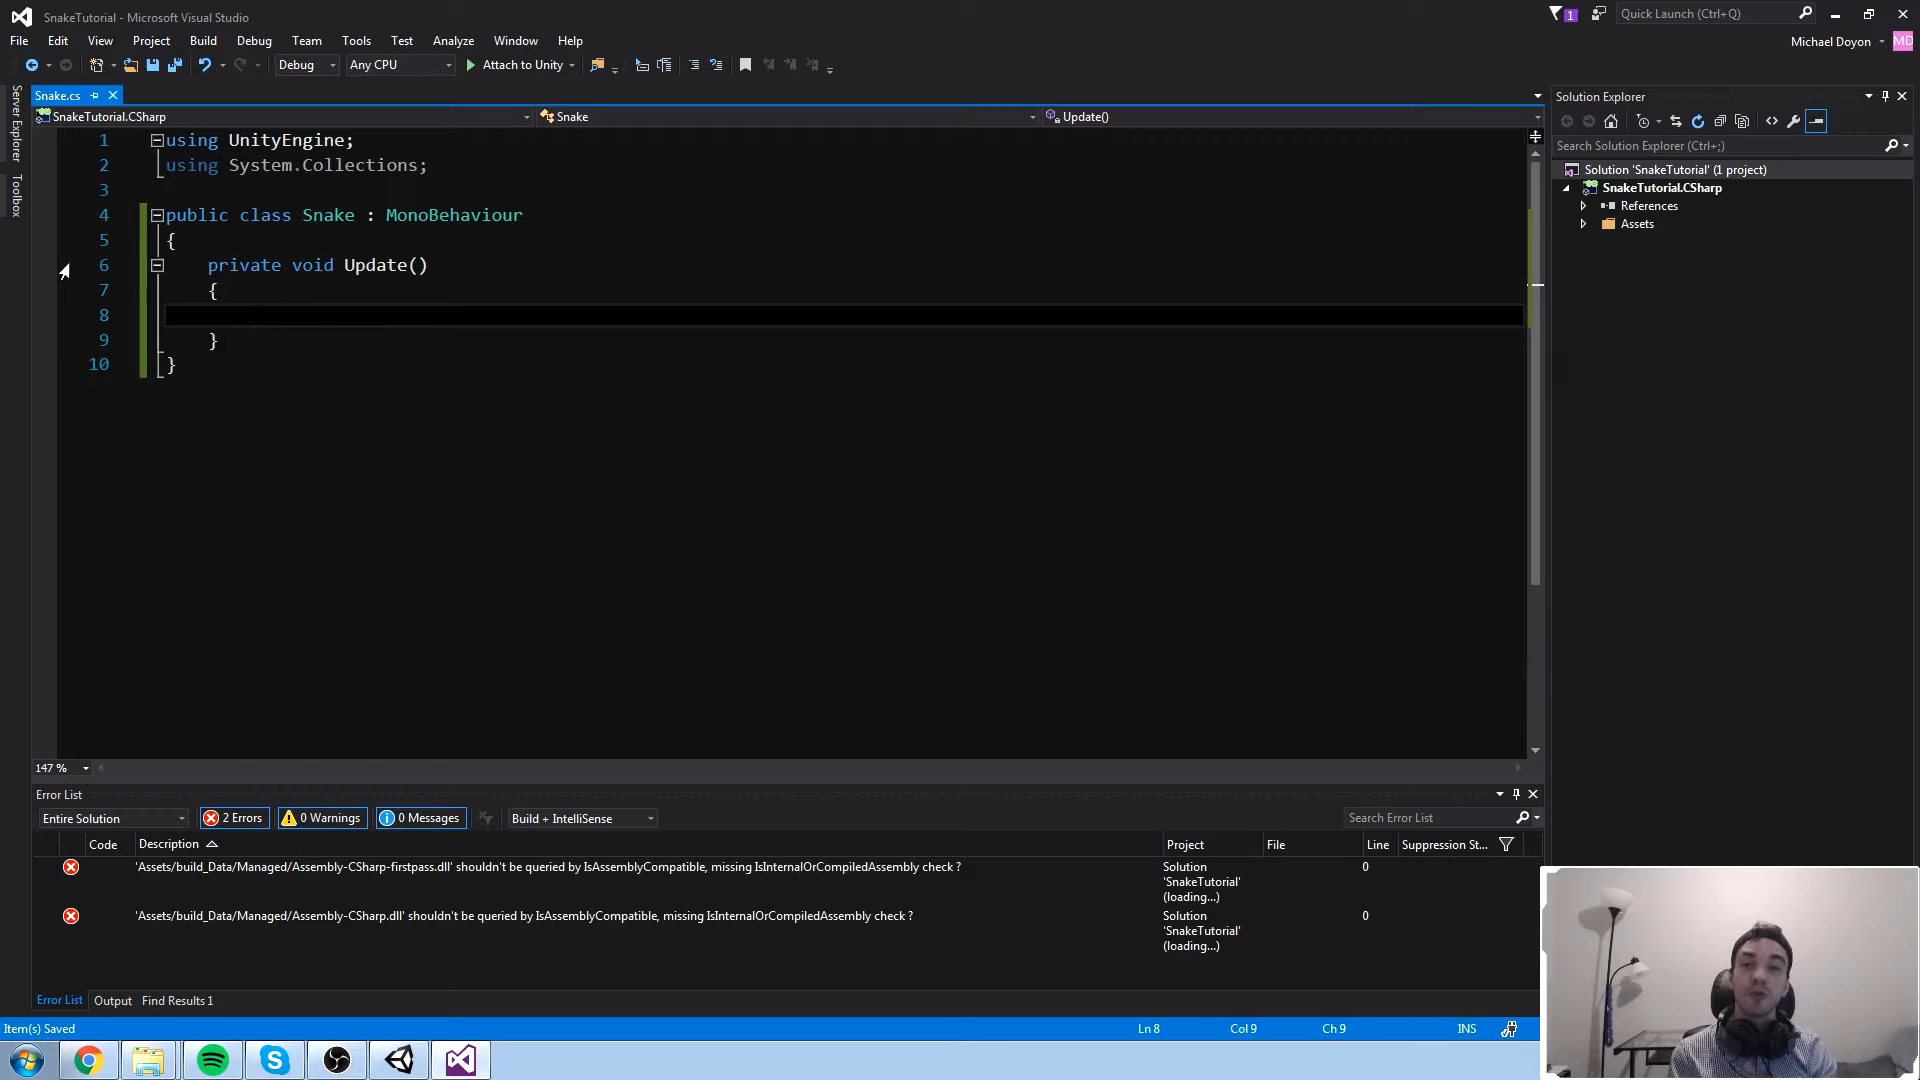 SnakeTutorial - Microsoft Visual Studio
1
Quick Launch (Ctrl+Q)
File Edit View Project Build Debug Team Tools Test Analyze Window Help
Michael Doyon MD
Debug Any CPU Attach to Unity
Server Explorer
Toolbox
Snake.cs
SnakeTutorial.CSharp Snake Update()
1 using UnityEngine;
2 using System.Collections;
3
4 public class Snake : MonoBehaviour
5 {
6 private void Update()
7 {
8
9 }
10 }
147 %
Solution Explorer
Search Solution Explorer (Ctrl+;)
Solution 'SnakeTutorial' (1 project)
SnakeTutorial.CSharp
References
Assets
Error List
Entire Solution 2 Errors 0 Warnings 0 Messages Build + IntelliSense Search Error List
Code Description Project File Line Suppression St...
'Assets/build_Data/Managed/Assembly-CSharp-firstpass.dll' shouldn't be queried by IsAssemblyCompatible, missing IsInternalOrCompiledAssembly check ? Solution 0
'SnakeTutorial'
(loading...)
'Assets/build_Data/Managed/Assembly-CSharp.dll' shouldn't be queried by IsAssemblyCompatible, missing IsInternalOrCompiledAssembly check ? Solution 0
'SnakeTutorial'
(loading...)
Error List Output Find Results 1
Item(s) Saved Ln 8 Col 9 Ch 9 INS